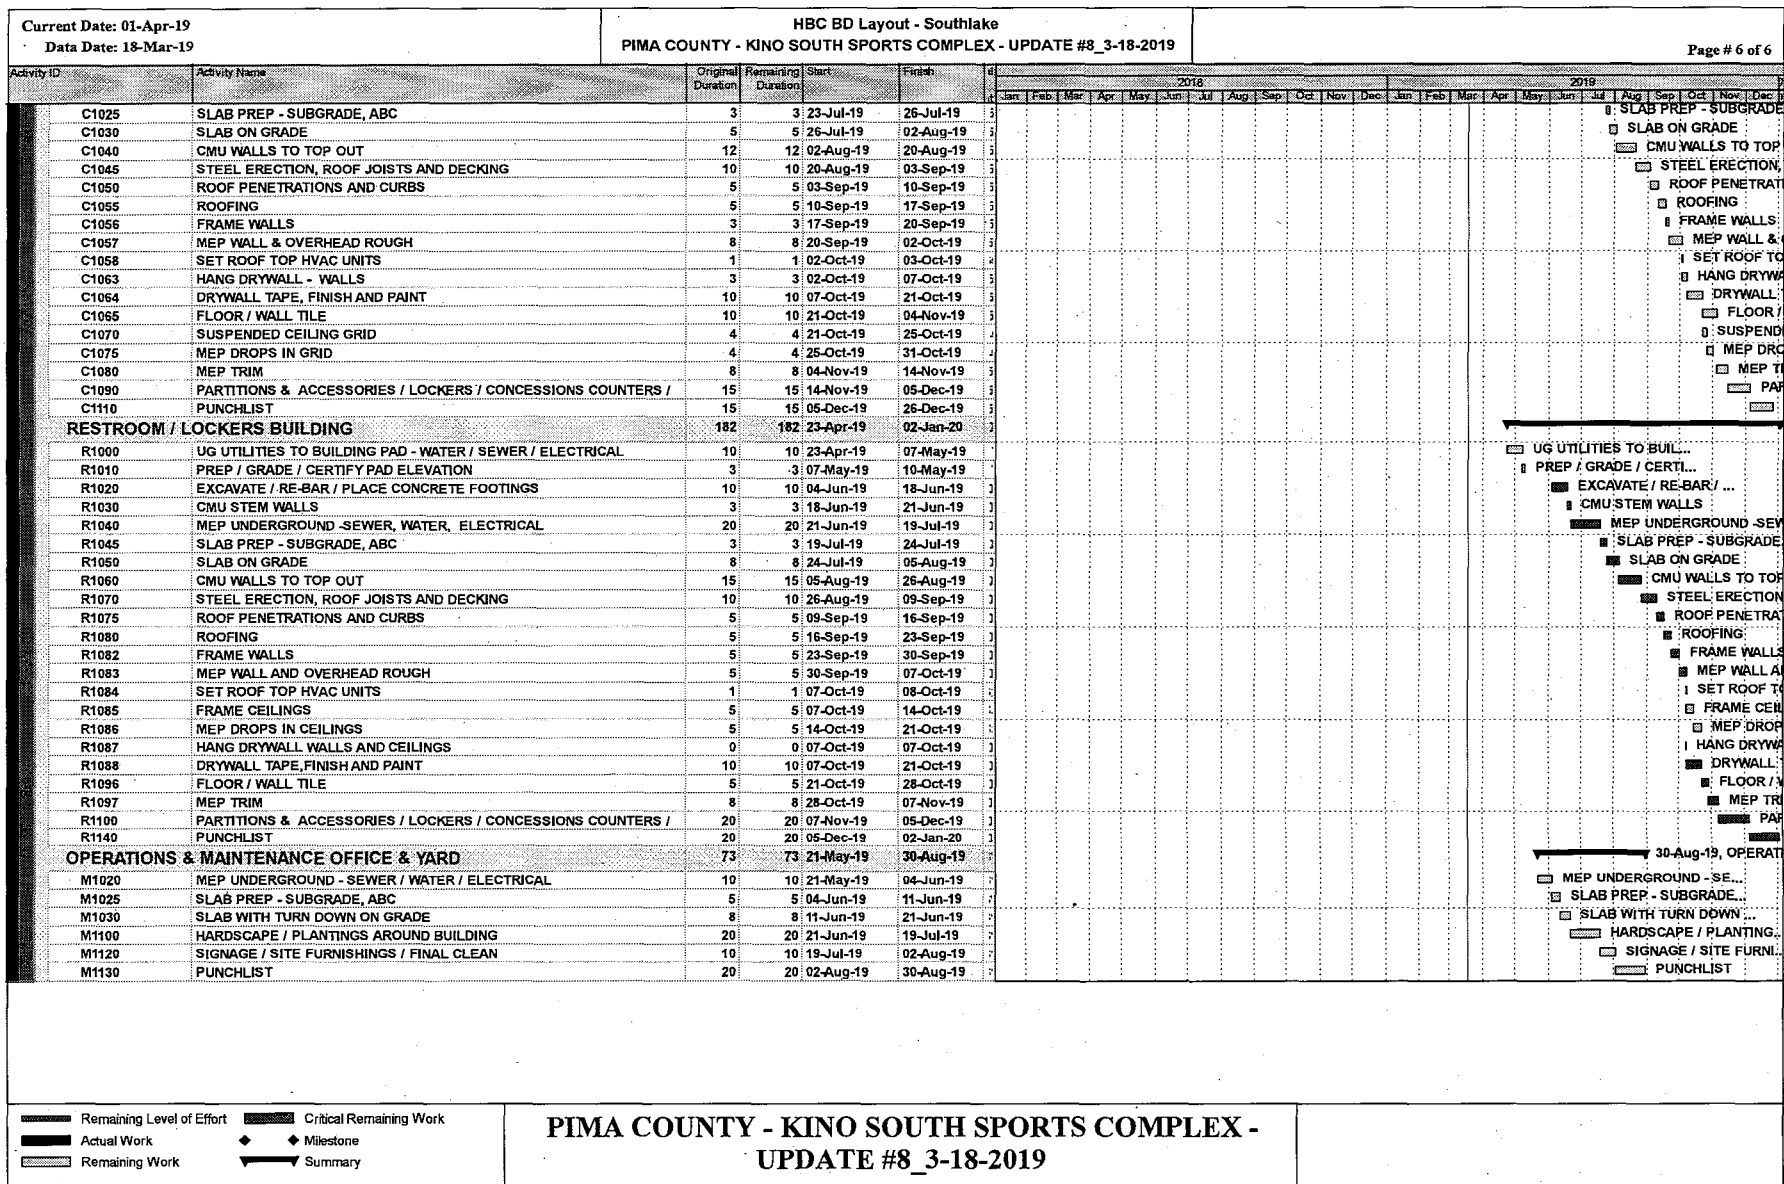 Current Date: 01-Apr-19
Data Date: 18-Mar-19
HBC BD Layout - Southlake
PIMA COUNTY - KINO SOUTH SPORTS COMPLEX - UPDATE #8_3-18-2019
Page # 6 of 6
Activity ID Activity Name Original Duration Remaining Duration Start Finish
2018 2019
Jan Feb Mar Apr May Jun Jul Aug Sep Oct Nov Dec Jan Feb Mar Apr May Jun Jul Aug Sep Oct Nov Dec
C1025 SLAB PREP - SUBGRADE, ABC 3 3 23-Jul-19 26-Jul-19 SLAB PREP - SUBGRADE
C1030 SLAB ON GRADE 5 5 26-Jul-19 02-Aug-19 SLAB ON GRADE
C1040 CMU WALLS TO TOP OUT 12 12 02-Aug-19 20-Aug-19 CMU WALLS TO TOP
C1045 STEEL ERECTION, ROOF JOISTS AND DECKING 10 10 20-Aug-19 03-Sep-19 STEEL ERECTION,
C1050 ROOF PENETRATIONS AND CURBS 5 5 03-Sep-19 10-Sep-19 ROOF PENETRATI
C1055 ROOFING 5 5 10-Sep-19 17-Sep-19 ROOFING
C1056 FRAME WALLS 3 3 17-Sep-19 20-Sep-19 FRAME WALLS
C1057 MEP WALL & OVERHEAD ROUGH 8 8 20-Sep-19 02-Oct-19 MEP WALL &
C1058 SET ROOF TOP HVAC UNITS 1 1 02-Oct-19 03-Oct-19 SET ROOF TO
C1063 HANG DRYWALL - WALLS 3 3 02-Oct-19 07-Oct-19 HANG DRYWA
C1064 DRYWALL TAPE, FINISH AND PAINT 10 10 07-Oct-19 21-Oct-19 DRYWALL
C1065 FLOOR / WALL TILE 10 10 21-Oct-19 04-Nov-19 FLOOR /
C1070 SUSPENDED CEILING GRID 4 4 21-Oct-19 25-Oct-19 SUSPEND
C1075 MEP DROPS IN GRID 4 4 25-Oct-19 31-Oct-19 MEP DRO
C1080 MEP TRIM 8 8 04-Nov-19 14-Nov-19 MEP T
C1090 PARTITIONS & ACCESSORIES / LOCKERS / CONCESSIONS COUNTERS / 15 15 14-Nov-19 05-Dec-19 PAR
C1110 PUNCHLIST 15 15 05-Dec-19 26-Dec-19
RESTROOM / LOCKERS BUILDING 182 182 23-Apr-19 02-Jan-20
R1000 UG UTILITIES TO BUILDING PAD - WATER / SEWER / ELECTRICAL 10 10 23-Apr-19 07-May-19 UG UTILITIES TO BUIL...
R1010 PREP / GRADE / CERTIFY PAD ELEVATION 3 3 07-May-19 10-May-19 PREP / GRADE / CERTI...
R1020 EXCAVATE / RE-BAR / PLACE CONCRETE FOOTINGS 10 10 04-Jun-19 18-Jun-19 EXCAVATE / RE-BAR / ...
R1030 CMU STEM WALLS 3 3 18-Jun-19 21-Jun-19 CMU STEM WALLS
R1040 MEP UNDERGROUND -SEWER, WATER, ELECTRICAL 20 20 21-Jun-19 19-Jul-19 MEP UNDERGROUND -SEW
R1045 SLAB PREP - SUBGRADE, ABC 3 3 19-Jul-19 24-Jul-19 SLAB PREP - SUBGRADE
R1050 SLAB ON GRADE 8 8 24-Jul-19 05-Aug-19 SLAB ON GRADE
R1060 CMU WALLS TO TOP OUT 15 15 05-Aug-19 26-Aug-19 CMU WALLS TO TOP
R1070 STEEL ERECTION, ROOF JOISTS AND DECKING 10 10 26-Aug-19 09-Sep-19 STEEL ERECTION
R1075 ROOF PENETRATIONS AND CURBS 5 5 09-Sep-19 16-Sep-19 ROOF PENETRA
R1080 ROOFING 5 5 16-Sep-19 23-Sep-19 ROOFING
R1082 FRAME WALLS 5 5 23-Sep-19 30-Sep-19 FRAME WALLS
R1083 MEP WALL AND OVERHEAD ROUGH 5 5 30-Sep-19 07-Oct-19 MEP WALL A
R1084 SET ROOF TOP HVAC UNITS 1 1 07-Oct-19 08-Oct-19 SET ROOF TO
R1085 FRAME CEILINGS 5 5 07-Oct-19 14-Oct-19 FRAME CEIL
R1086 MEP DROPS IN CEILINGS 5 5 14-Oct-19 21-Oct-19 MEP DROP
R1087 HANG DRYWALL WALLS AND CEILINGS 0 0 07-Oct-19 07-Oct-19 HANG DRYWA
R1088 DRYWALL TAPE,FINISH AND PAINT 10 10 07-Oct-19 21-Oct-19 DRYWALL
R1096 FLOOR / WALL TILE 5 5 21-Oct-19 28-Oct-19 FLOOR /
R1097 MEP TRIM 8 8 28-Oct-19 07-Nov-19 MEP TR
R1100 PARTITIONS & ACCESSORIES / LOCKERS / CONCESSIONS COUNTERS / 20 20 07-Nov-19 05-Dec-19 PAR
R1140 PUNCHLIST 20 20 05-Dec-19 02-Jan-20
OPERATIONS & MAINTENANCE OFFICE & YARD 73 73 21-May-19 30-Aug-19 30-Aug-19, OPERATI
M1020 MEP UNDERGROUND - SEWER / WATER / ELECTRICAL 10 10 21-May-19 04-Jun-19 MEP UNDERGROUND - SE...
M1025 SLAB PREP - SUBGRADE, ABC 5 5 04-Jun-19 11-Jun-19 SLAB PREP - SUBGRADE...
M1030 SLAB WITH TURN DOWN ON GRADE 8 8 11-Jun-19 21-Jun-19 SLAB WITH TURN DOWN ...
M1100 HARDSCAPE / PLANTINGS AROUND BUILDING 20 20 21-Jun-19 19-Jul-19 HARDSCAPE / PLANTING...
M1120 SIGNAGE / SITE FURNISHINGS / FINAL CLEAN 10 10 19-Jul-19 02-Aug-19 SIGNAGE / SITE FURNI...
M1130 PUNCHLIST 20 20 02-Aug-19 30-Aug-19 PUNCHLIST
Remaining Level of Effort Critical Remaining Work
Actual Work Milestone
Remaining Work Summary
PIMA COUNTY - KINO SOUTH SPORTS COMPLEX -
UPDATE #8_3-18-2019